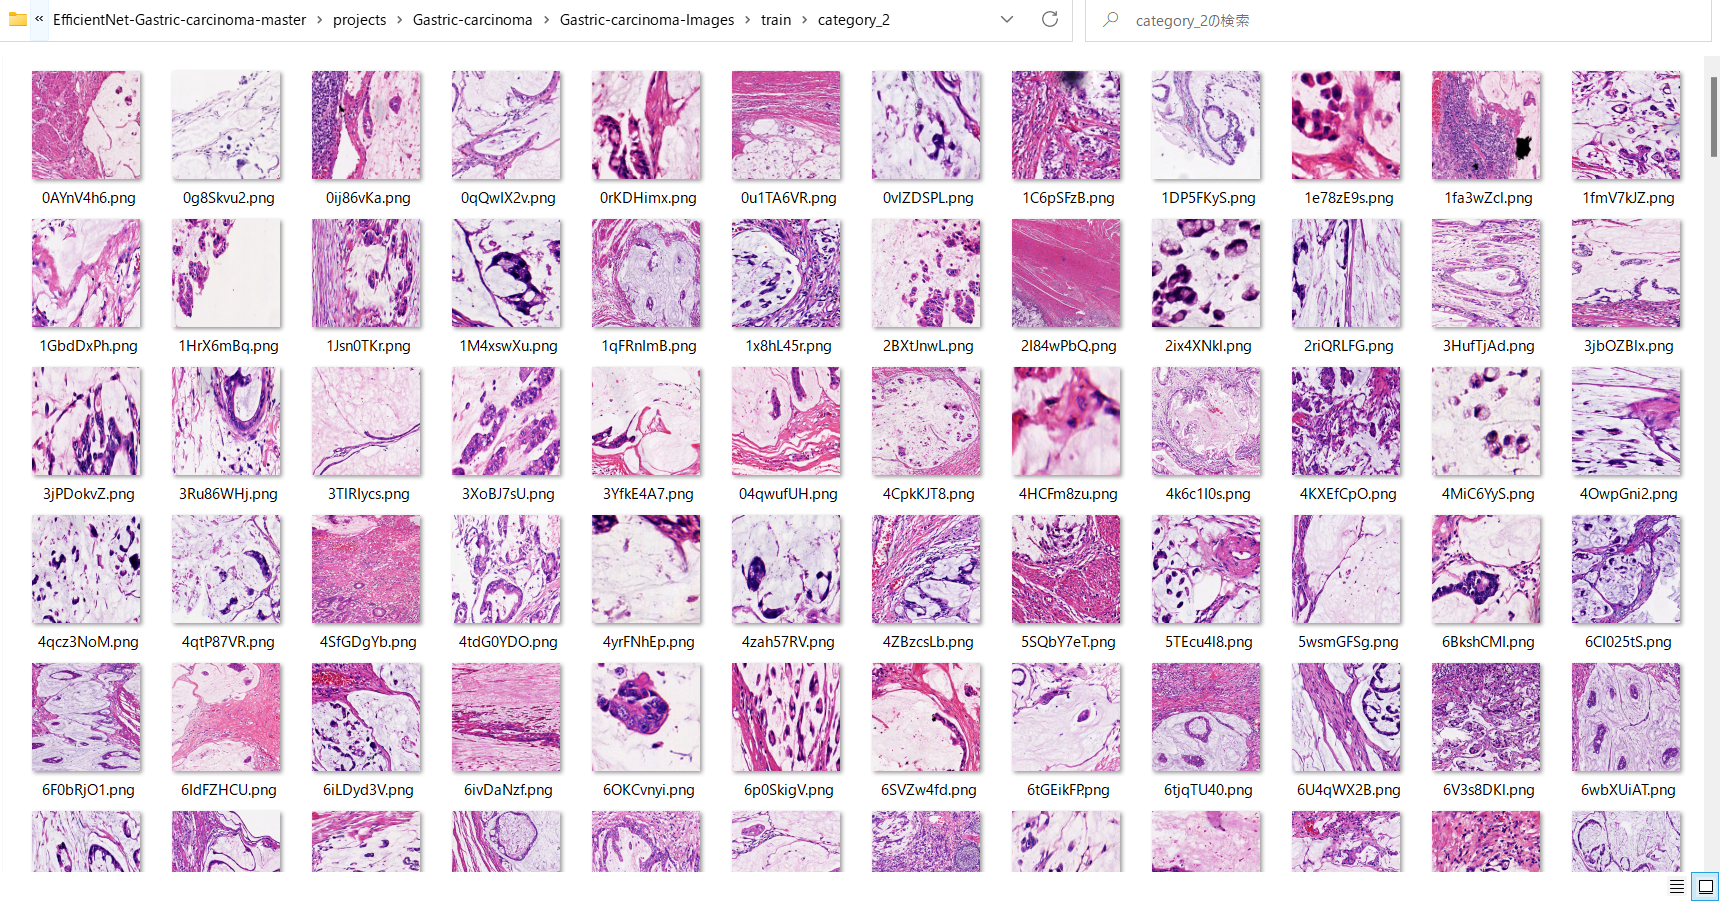 « EfficientNet-Gastric-carcinoma-master › projects › Gastric-carcinoma › Gastric-carcinoma-Images › train › category_2
category_2の検索
0AYnV4h6.png 0g8Skvu2.png 0ij86vKa.png 0qQwIX2v.png 0rKDHimx.png 0u1TA6VR.png 0vIZDSPL.png 1C6pSFzB.png 1DP5FKyS.png 1e78zE9s.png 1fa3wZcI.png 1fmV7kJZ.png
1GbdDxPh.png 1HrX6mBq.png 1Jsn0TKr.png 1M4xswXu.png 1qFRnImB.png 1x8hL45r.png 2BXtJnwL.png 2I84wPbQ.png 2ix4XNkI.png 2riQRLFG.png 3HufTjAd.png 3jbOZBIx.png
3jPDokvZ.png 3Ru86WHj.png 3TIRlycs.png 3XoBJ7sU.png 3YfkE4A7.png 04qwufUH.png 4CpkKJT8.png 4HCFm8zu.png 4k6c1I0s.png 4KXEfCpO.png 4MiC6YyS.png 4OwpGni2.png
4qcz3NoM.png 4qtP87VR.png 4SfGDgYb.png 4tdG0YDO.png 4yrFNhEp.png 4zah57RV.png 4ZBzcsLb.png 5SQbY7eT.png 5TEcu4I8.png 5wsmGFSg.png 6BkshCMI.png 6CI025tS.png
6F0bRjO1.png 6IdFZHCU.png 6iLDyd3V.png 6ivDaNzf.png 6OKCvnyi.png 6p0SkigV.png 6SVZw4fd.png 6tGEikFP.png 6tjqTU40.png 6U4qWX2B.png 6V3s8DKI.png 6wbXUiAT.png